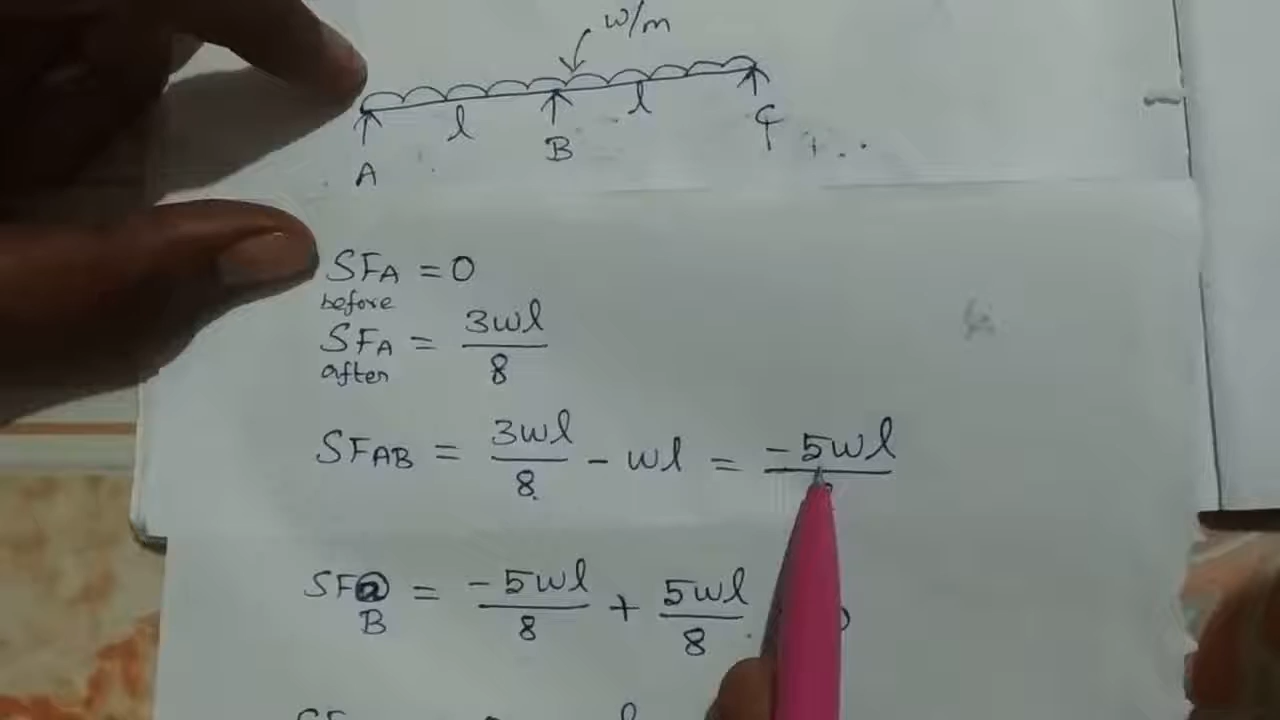 w/m
l l
A B C
SFA = 0
before
SFA = 3wl/8
after
SFAB = 3wl/8 - wl = -5wl/
SF@ = -5wl/8 + 5wl/8
B